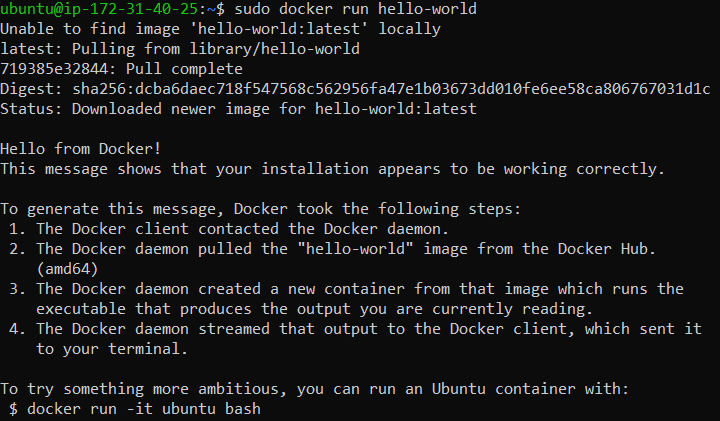 ubuntu@ip-172-31-40-25:~$ sudo docker run hello-world
Unable to find image 'hello-world:latest' locally
latest: Pulling from library/hello-world
719385e32844: Pull complete
Digest: sha256:dcba6daec718f547568c562956fa47e1b03673dd010fe6ee58ca806767031d1c
Status: Downloaded newer image for hello-world:latest

Hello from Docker!
This message shows that your installation appears to be working correctly.

To generate this message, Docker took the following steps:
 1. The Docker client contacted the Docker daemon.
 2. The Docker daemon pulled the "hello-world" image from the Docker Hub.
    (amd64)
 3. The Docker daemon created a new container from that image which runs the
    executable that produces the output you are currently reading.
 4. The Docker daemon streamed that output to the Docker client, which sent it
    to your terminal.

To try something more ambitious, you can run an Ubuntu container with:
 $ docker run -it ubuntu bash